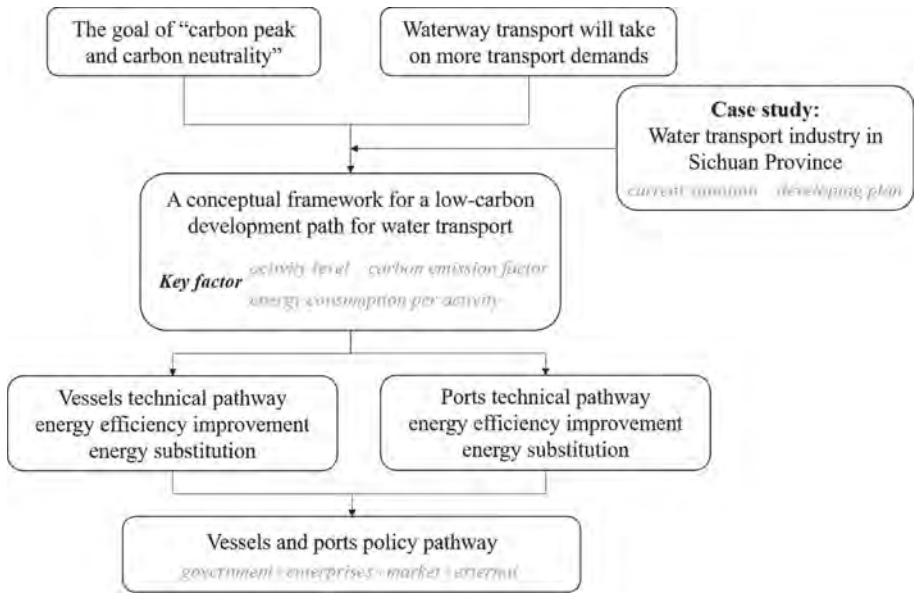 The goal of “carbon peak
and carbon neutrality”
Waterway transport will take
on more transport demands
Case study:
Water transport industry in
Sichuan Province
current situation developing plan
A conceptual framework for a low-carbon
development path for water transport
Key factor
activity level carbon emission factor
energy consumption per activity
Vessels technical pathway
energy efficiency improvement
energy substitution
Ports technical pathway
energy efficiency improvement
energy substitution
Vessels and ports policy pathway
government enterprises market external